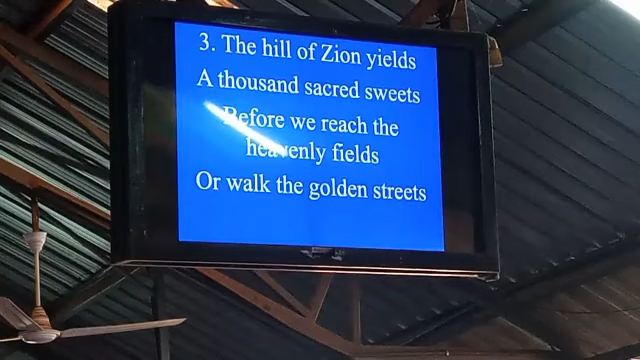 3. The hill of Zion yields
A thousand sacred sweets
Before we reach the
heavenly fields
Or walk the golden streets